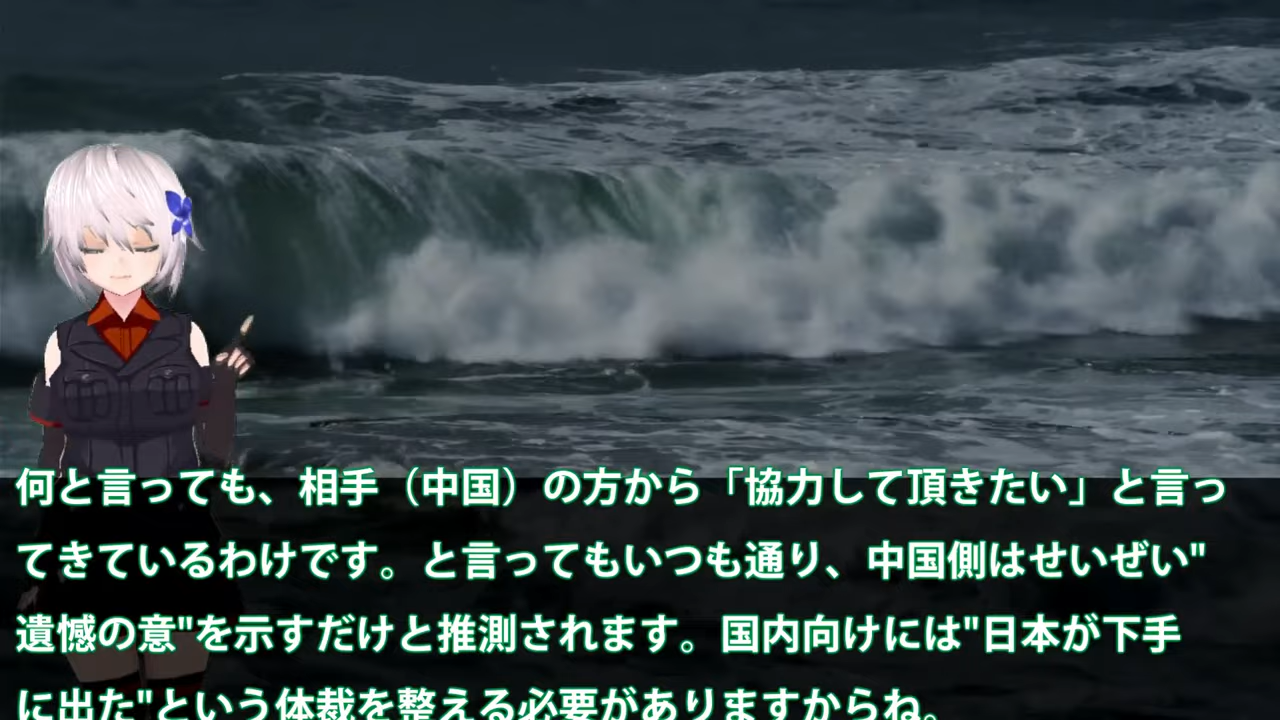 何と言っても、相手（中国）の方から「協力して頂きたい」と言っ
てきているわけです。と言ってもいつも通り、中国側はせいぜい"
遺憾の意"を示すだけと推測されます。国内向けには"日本が下手
に出た"という体裁を整える必要がありますからね。